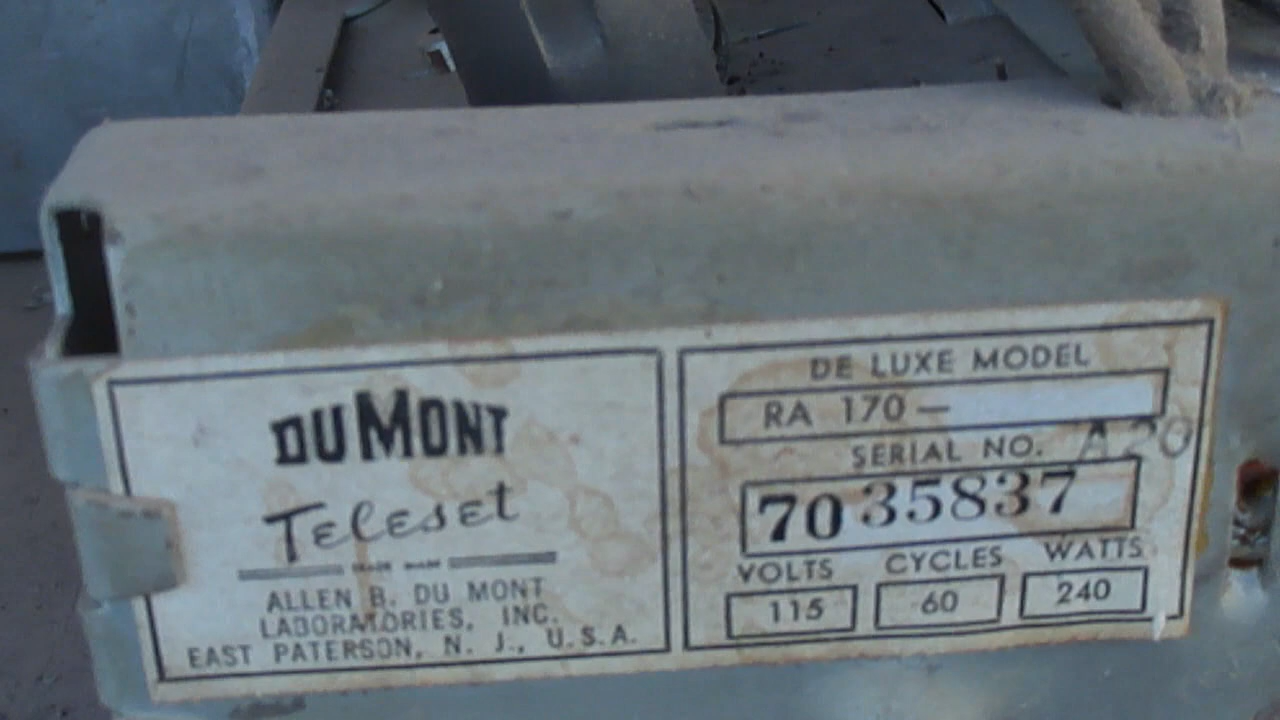 DUMONT
Teleset
TRADE MARK
ALLEN B. DU MONT
LABORATORIES, INC.
EAST PATERSON, N. J., U.S.A.
DE LUXE MODEL
RA 170 —
A20
SERIAL NO.
7035837
VOLTS CYCLES WATTS
115 60 240